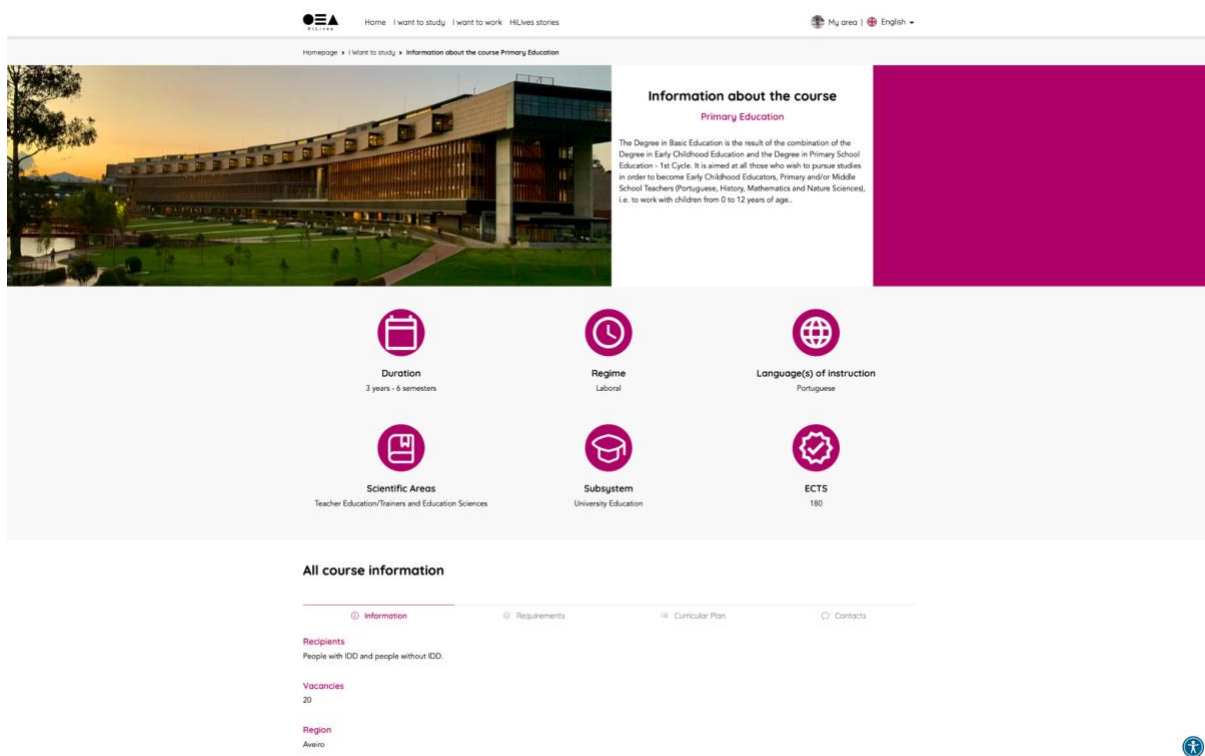 HILIVES
Home I want to study I want to work HiLives stories
My area | English
Homepage I Want to study Information about the course Primary Education
Information about the course
Primary Education
The Degree in Basic Education is the result of the combination of the
Degree in Early Childhood Education and the Degree in Primary School
Education - 1st Cycle. It is aimed at all those who wish to pursue studies
in order to become Early Childhood Educators, Primary and/or Middle
School Teachers (Portuguese, History, Mathematics and Nature Sciences),
i.e. to work with children from 0 to 12 years of age..
Duration
3 years - 6 semesters
Regime
Laboral
Language(s) of instruction
Portuguese
Scientific Areas
Teacher Education/Trainers and Education Sciences
Subsystem
University Education
ECTS
180
All course information
Information
Requirements
Curricular Plan
Contacts
Recipients
People with IDD and people without IDD.
Vacancies
20
Region
Aveiro